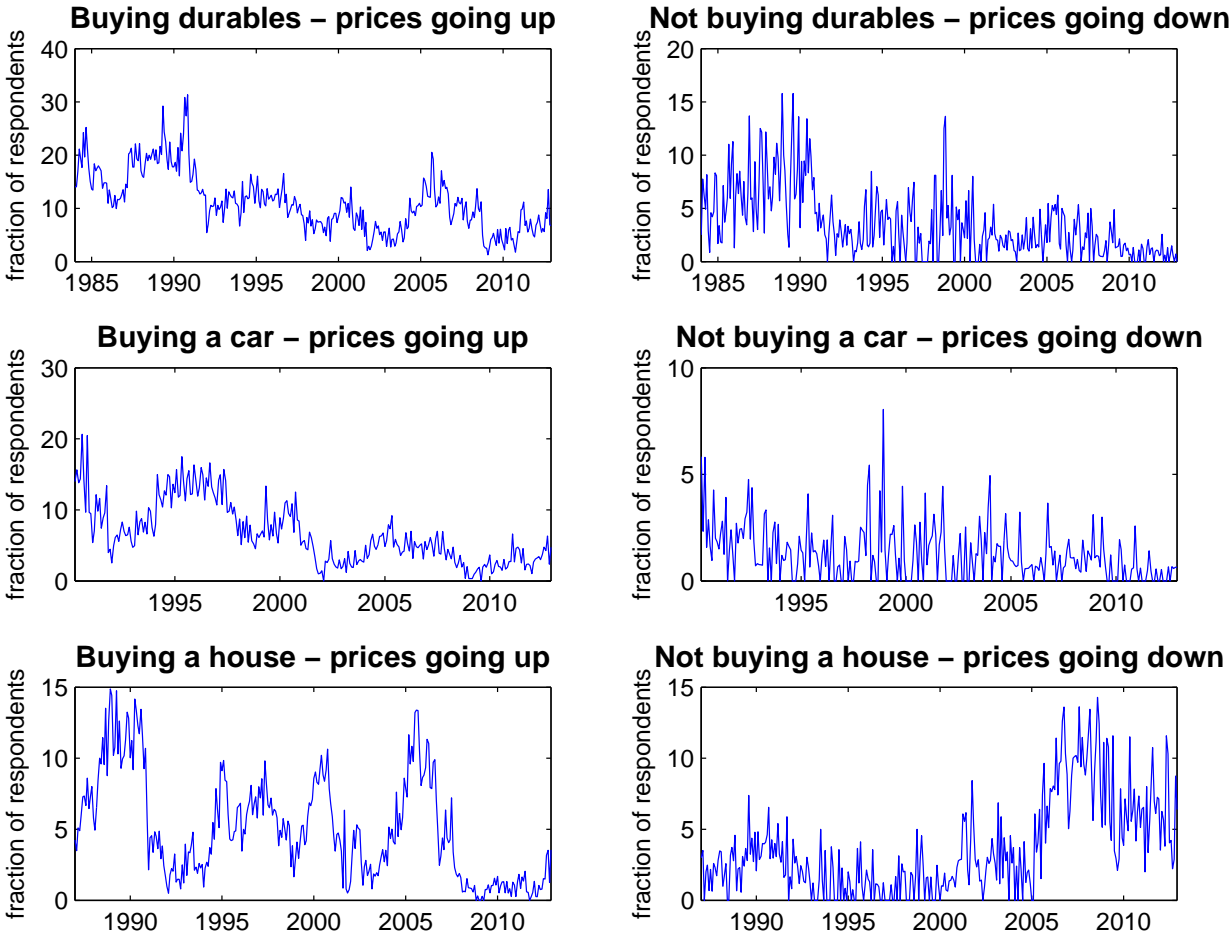 Buying durables – prices going up
fraction of respondents
40
30
20
10
0
1985 1990 1995 2000 2005 2010
Not buying durables – prices going down
fraction of respondents
20
15
10
5
0
1985 1990 1995 2000 2005 2010
Buying a car – prices going up
fraction of respondents
30
20
10
0
1995 2000 2005 2010
Not buying a car – prices going down
fraction of respondents
10
5
0
1995 2000 2005 2010
Buying a house – prices going up
fraction of respondents
15
10
5
0
1990 1995 2000 2005 2010
Not buying a house – prices going down
fraction of respondents
15
10
5
0
1990 1995 2000 2005 2010